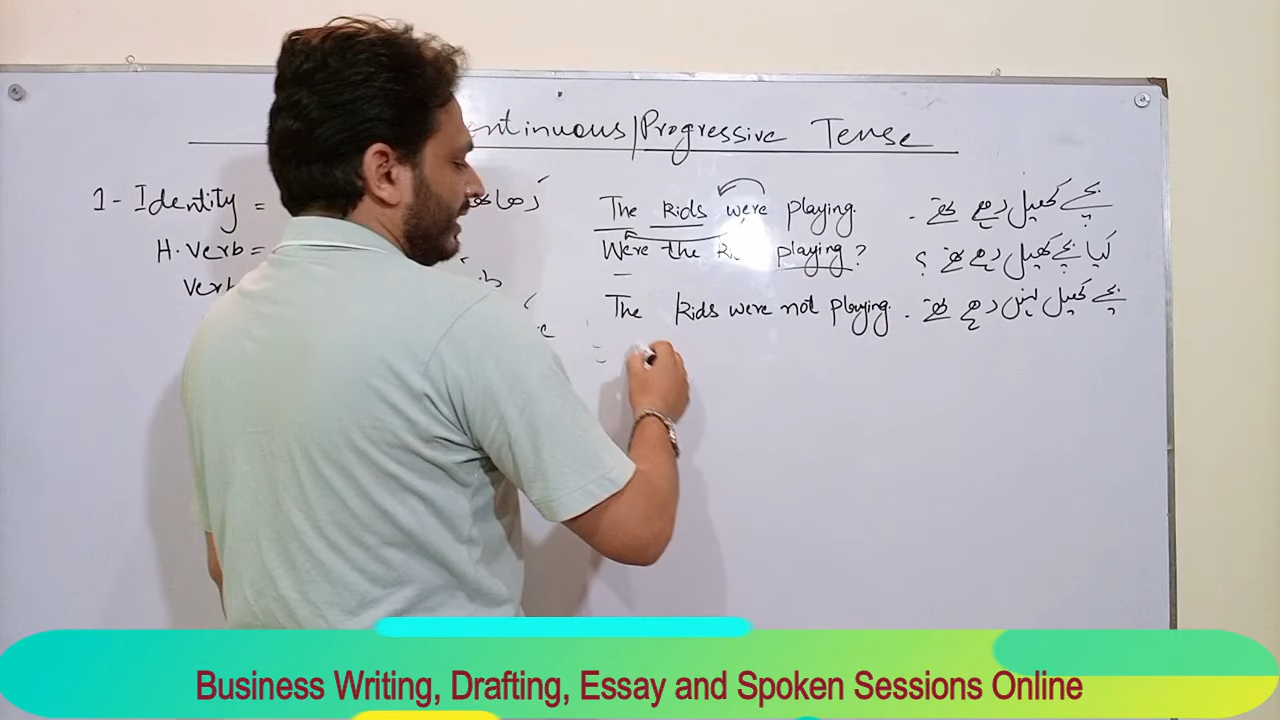 ontinuous/Progressive Tense
1- Identity =
H. verb =
verb
The kids were playing. بچے کھیل رہے تھے۔
Were the playing? کیا بچے کھیل رہے تھے؟
The kids were not playing. بچے کھیل نہیں رہے تھے۔
Business Writing, Drafting, Essay and Spoken Sessions Online